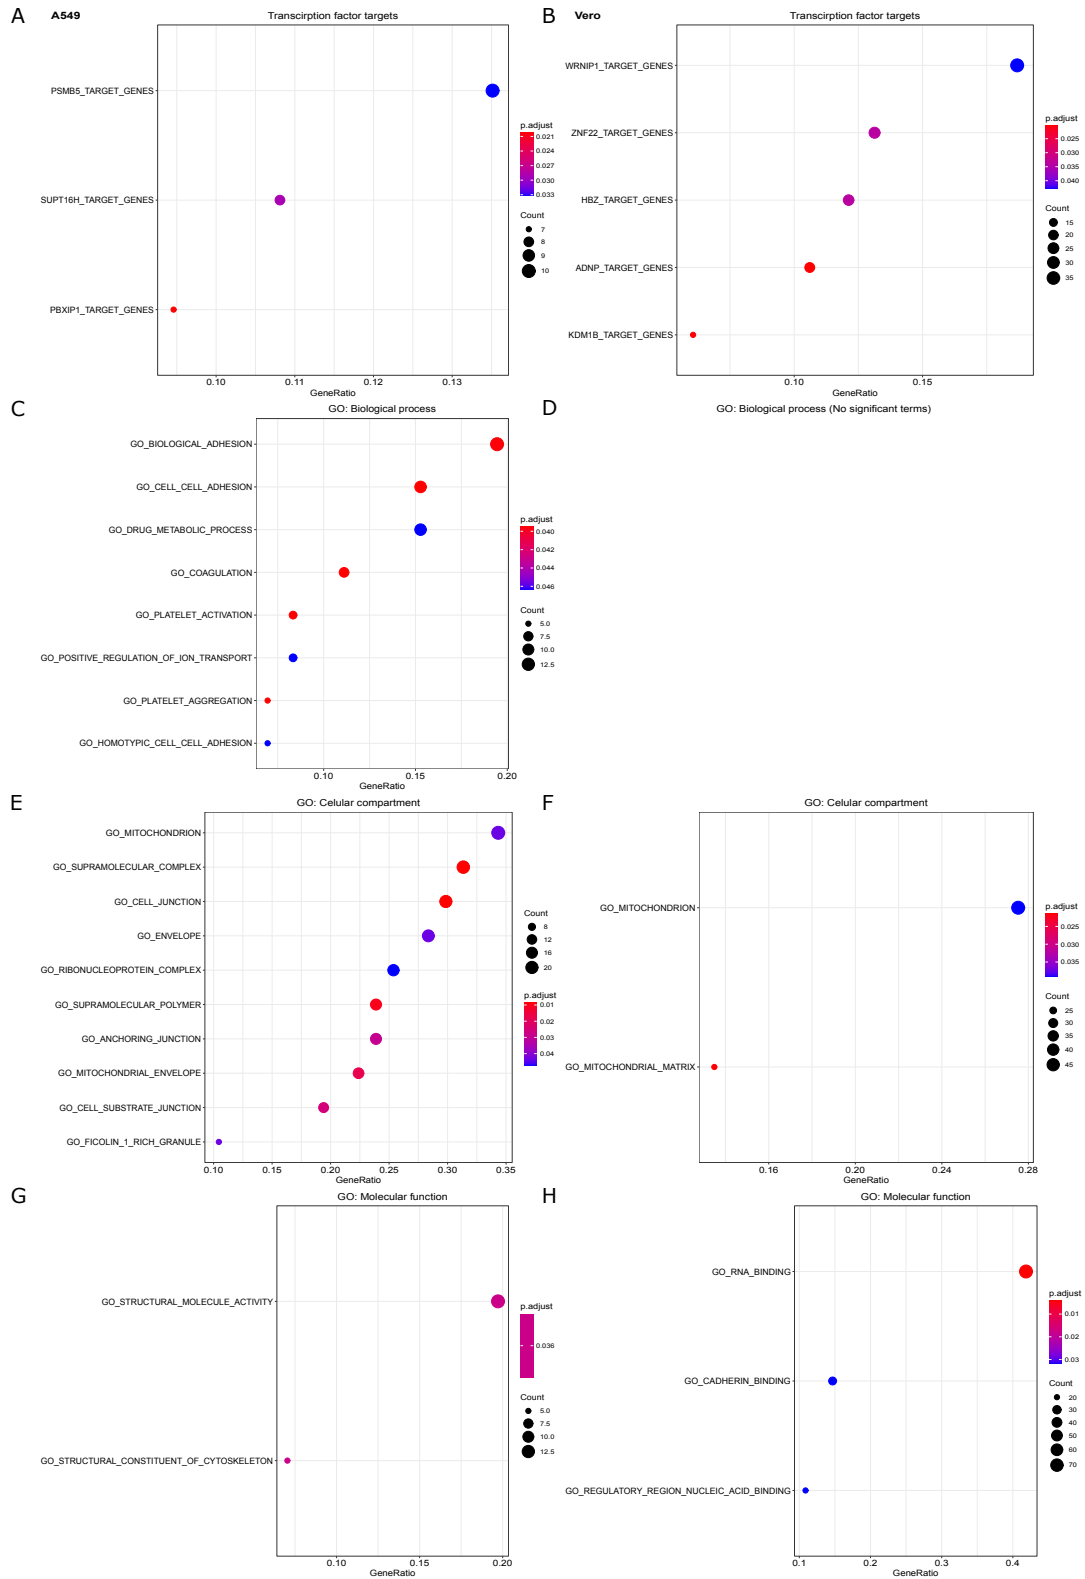 A
A549
Transcirption factor targets
PSMB5_TARGET_GENES
SUPT16H_TARGET_GENES
PBXIP1_TARGET_GENES
0.10 0.11 0.12 0.13
GeneRatio
p.adjust
0.021
0.024
0.027
0.030
0.033
Count
7
8
9
10
B
Vero
Transcirption factor targets
WRNIP1_TARGET_GENES
ZNF22_TARGET_GENES
HBZ_TARGET_GENES
ADNP_TARGET_GENES
KDM1B_TARGET_GENES
0.10 0.15
GeneRatio
p.adjust
0.025
0.030
0.035
0.040
Count
15
20
25
30
35
C
GO: Biological process
GO_BIOLOGICAL_ADHESION
GO_CELL_CELL_ADHESION
GO_DRUG_METABOLIC_PROCESS
GO_COAGULATION
GO_PLATELET_ACTIVATION
GO_POSITIVE_REGULATION_OF_ION_TRANSPORT
GO_PLATELET_AGGREGATION
GO_HOMOTYPIC_CELL_CELL_ADHESION
0.10 0.15 0.20
GeneRatio
p.adjust
0.040
0.042
0.044
0.046
Count
5.0
7.5
10.0
12.5
D
GO: Biological process (No significant terms)
E
GO: Celular compartment
GO_MITOCHONDRION
GO_SUPRAMOLECULAR_COMPLEX
GO_CELL_JUNCTION
GO_ENVELOPE
GO_RIBONUCLEOPROTEIN_COMPLEX
GO_SUPRAMOLECULAR_POLYMER
GO_ANCHORING_JUNCTION
GO_MITOCHONDRIAL_ENVELOPE
GO_CELL_SUBSTRATE_JUNCTION
GO_FICOLIN_1_RICH_GRANULE
0.10 0.15 0.20 0.25 0.30 0.35
GeneRatio
Count
8
12
16
20
p.adjust
0.01
0.02
0.03
0.04
F
GO: Celular compartment
GO_MITOCHONDRION
GO_MITOCHONDRIAL_MATRIX
0.16 0.20 0.24 0.28
GeneRatio
p.adjust
0.025
0.030
0.035
Count
25
30
35
40
45
G
GO: Molecular function
GO_STRUCTURAL_MOLECULE_ACTIVITY
GO_STRUCTURAL_CONSTITUENT_OF_CYTOSKELETON
0.10 0.15 0.20
GeneRatio
p.adjust
0.036
Count
5.0
7.5
10.0
12.5
H
GO: Molecular function
GO_RNA_BINDING
GO_CADHERIN_BINDING
GO_REGULATORY_REGION_NUCLEIC_ACID_BINDING
0.1 0.2 0.3 0.4
GeneRatio
p.adjust
0.01
0.02
0.03
Count
20
30
40
50
60
70